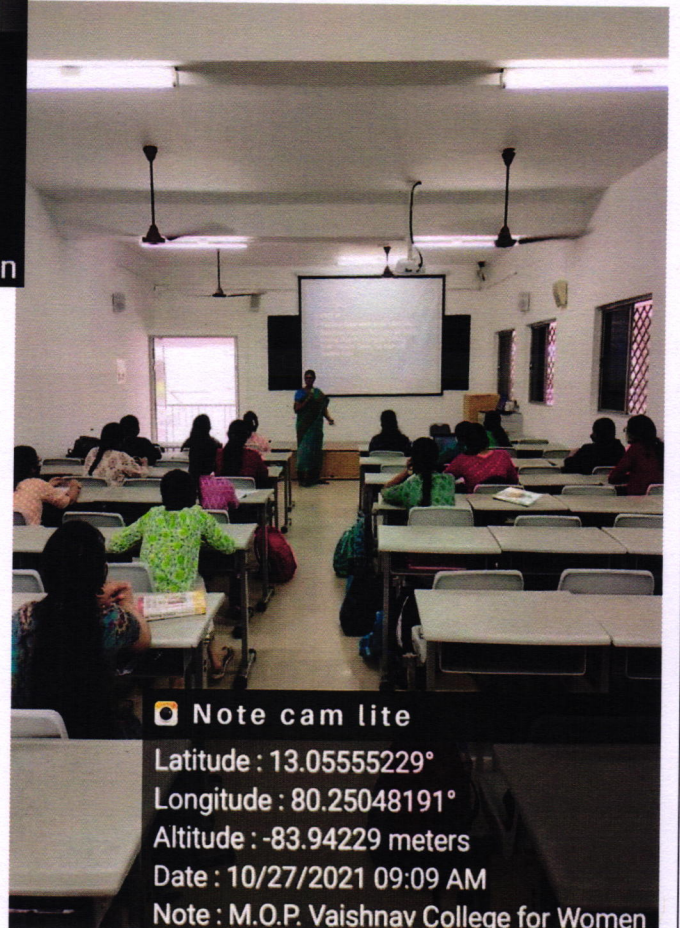 n
Note cam lite
Latitude : 13.05555229°
Longitude : 80.25048191°
Altitude : -83.94229 meters
Date : 10/27/2021 09:09 AM
Note : M.O.P. Vaishnav College for Women